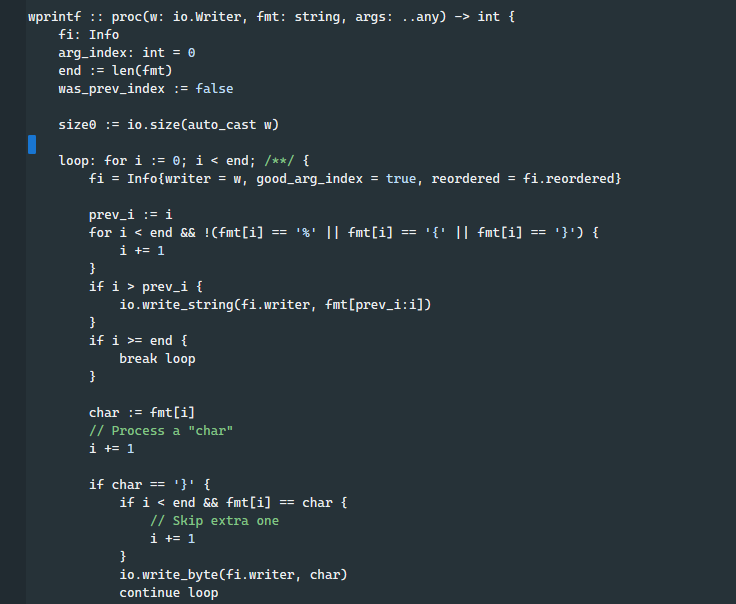 wprintf :: proc(w: io.Writer, fmt: string, args: ..any) -> int {
    fi: Info
    arg_index: int = 0
    end := len(fmt)
    was_prev_index := false

    size0 := io.size(auto_cast w)

    loop: for i := 0; i < end; /**/ {
        fi = Info{writer = w, good_arg_index = true, reordered = fi.reordered}

        prev_i := i
        for i < end && !(fmt[i] == '%' || fmt[i] == '{' || fmt[i] == '}') {
            i += 1
        }
        if i > prev_i {
            io.write_string(fi.writer, fmt[prev_i:i])
        }
        if i >= end {
            break loop
        }

        char := fmt[i]
        // Process a "char"
        i += 1

        if char == '}' {
            if i < end && fmt[i] == char {
                // Skip extra one
                i += 1
            }
            io.write_byte(fi.writer, char)
            continue loop